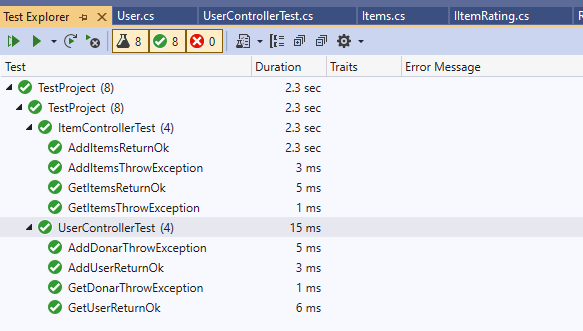 Test Explorer User.cs UserControllerTest.cs Items.cs IItemRating.cs R
8 8 0
Test Duration Traits Error Message
TestProject (8) 2.3 sec
TestProject (8) 2.3 sec
ItemControllerTest (4) 2.3 sec
AddItemsReturnOk 2.3 sec
AddItemsThrowException 3 ms
GetItemsReturnOk 5 ms
GetItemsThrowException 1 ms
UserControllerTest (4) 15 ms
AddDonarThrowException 5 ms
AddUserReturnOk 3 ms
GetDonarThrowException 1 ms
GetUserReturnOk 6 ms